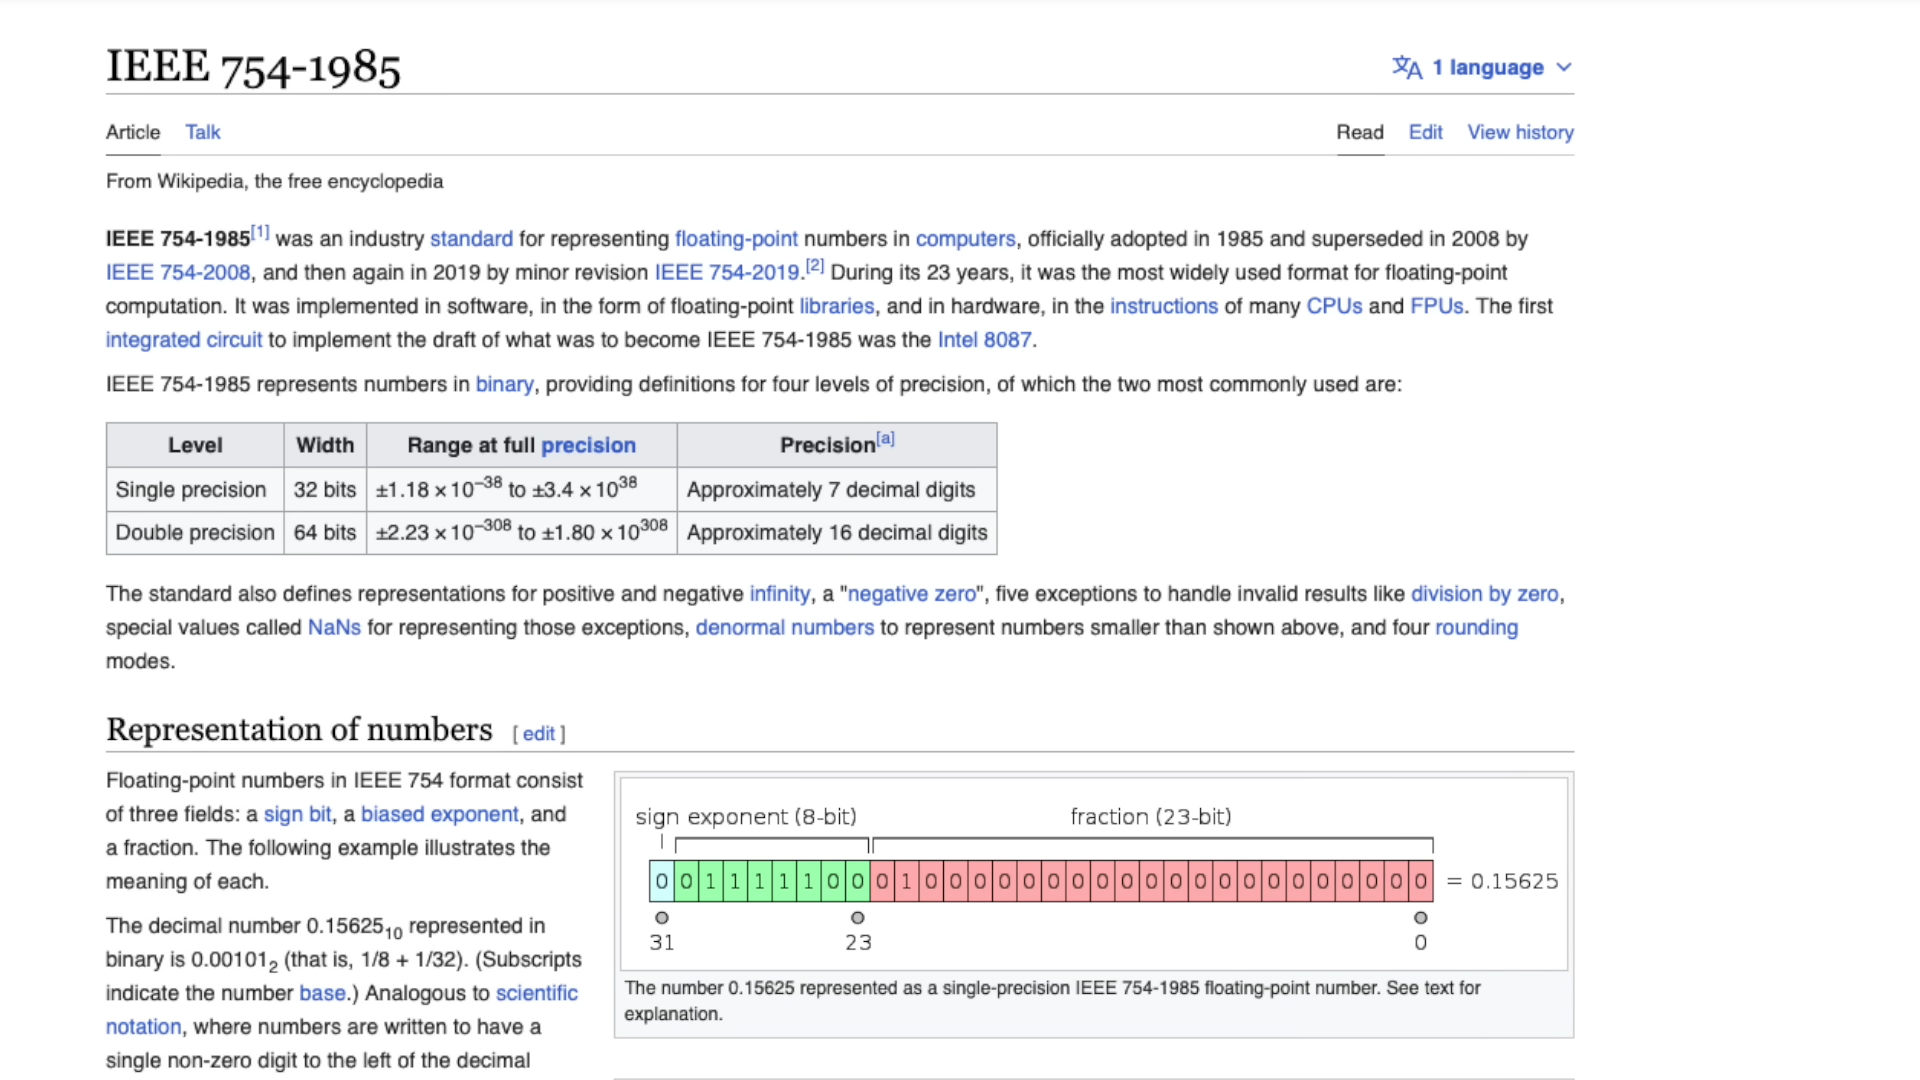 IEEE 754-1985
文A 1 language
Article Talk
Read Edit View history
From Wikipedia, the free encyclopedia
IEEE 754-1985[1] was an industry standard for representing floating-point numbers in computers, officially adopted in 1985 and superseded in 2008 by
IEEE 754-2008, and then again in 2019 by minor revision IEEE 754-2019.[2] During its 23 years, it was the most widely used format for floating-point
computation. It was implemented in software, in the form of floating-point libraries, and in hardware, in the instructions of many CPUs and FPUs. The first
integrated circuit to implement the draft of what was to become IEEE 754-1985 was the Intel 8087.
IEEE 754-1985 represents numbers in binary, providing definitions for four levels of precision, of which the two most commonly used are:
Level Width Range at full precision Precision[a]
Single precision 32 bits ±1.18 × 10⁻³⁸ to ±3.4 × 10³⁸ Approximately 7 decimal digits
Double precision 64 bits ±2.23 × 10⁻³⁰⁸ to ±1.80 × 10³⁰⁸ Approximately 16 decimal digits
The standard also defines representations for positive and negative infinity, a "negative zero", five exceptions to handle invalid results like division by zero,
special values called NaNs for representing those exceptions, denormal numbers to represent numbers smaller than shown above, and four rounding
modes.
Representation of numbers [ edit ]
Floating-point numbers in IEEE 754 format consist
of three fields: a sign bit, a biased exponent, and
a fraction. The following example illustrates the
meaning of each.
The decimal number 0.15625₁₀ represented in
binary is 0.00101₂ (that is, 1/8 + 1/32). (Subscripts
indicate the number base.) Analogous to scientific
notation, where numbers are written to have a
single non-zero digit to the left of the decimal
sign exponent (8-bit) fraction (23-bit)
0 0 1 1 1 1 1 0 0 0 1 0 0 0 0 0 0 0 0 0 0 0 0 0 0 0 0 0 0 0 0 0 = 0.15625
31 23 0
The number 0.15625 represented as a single-precision IEEE 754-1985 floating-point number. See text for
explanation.